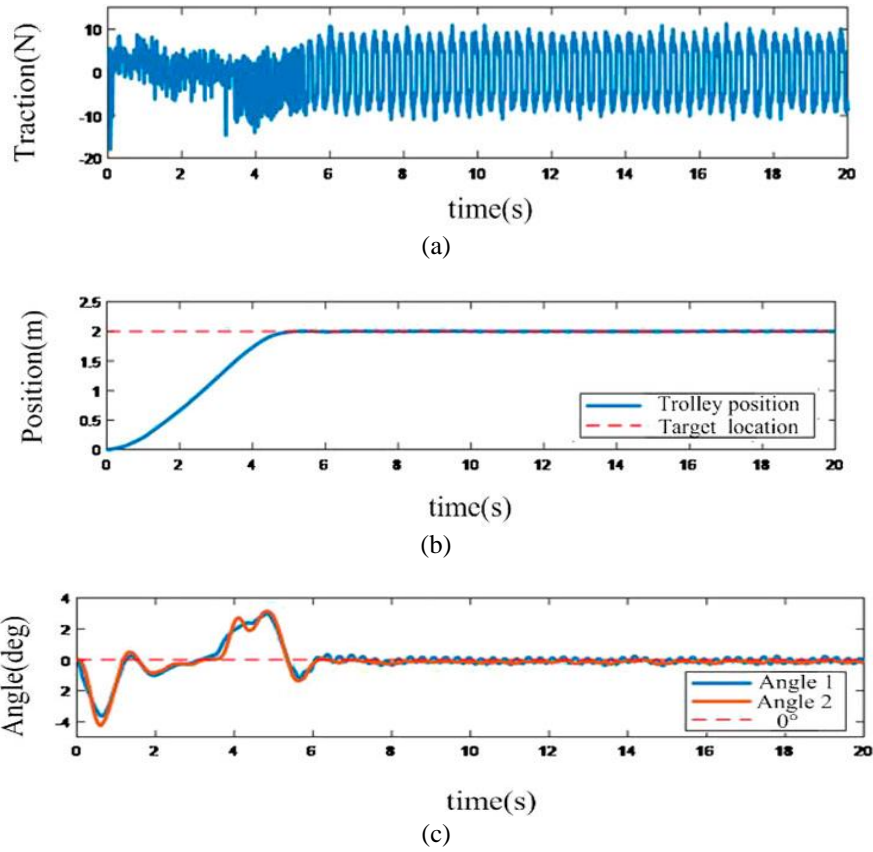 Traction(N)
10
0
-10
-20
0 2 4 6 8 10 12 14 16 18 20
time(s)
(a)
Position(m)
2.5
2
1.5
1
0.5
0
Trolley position
Target location
0 2 4 6 8 10 12 14 16 18 20
time(s)
(b)
Angle(deg)
4
2
0
2
-4
Angle 1
Angle 2
0°
0 2 4 6 8 10 12 14 16 18 20
time(s)
(c)